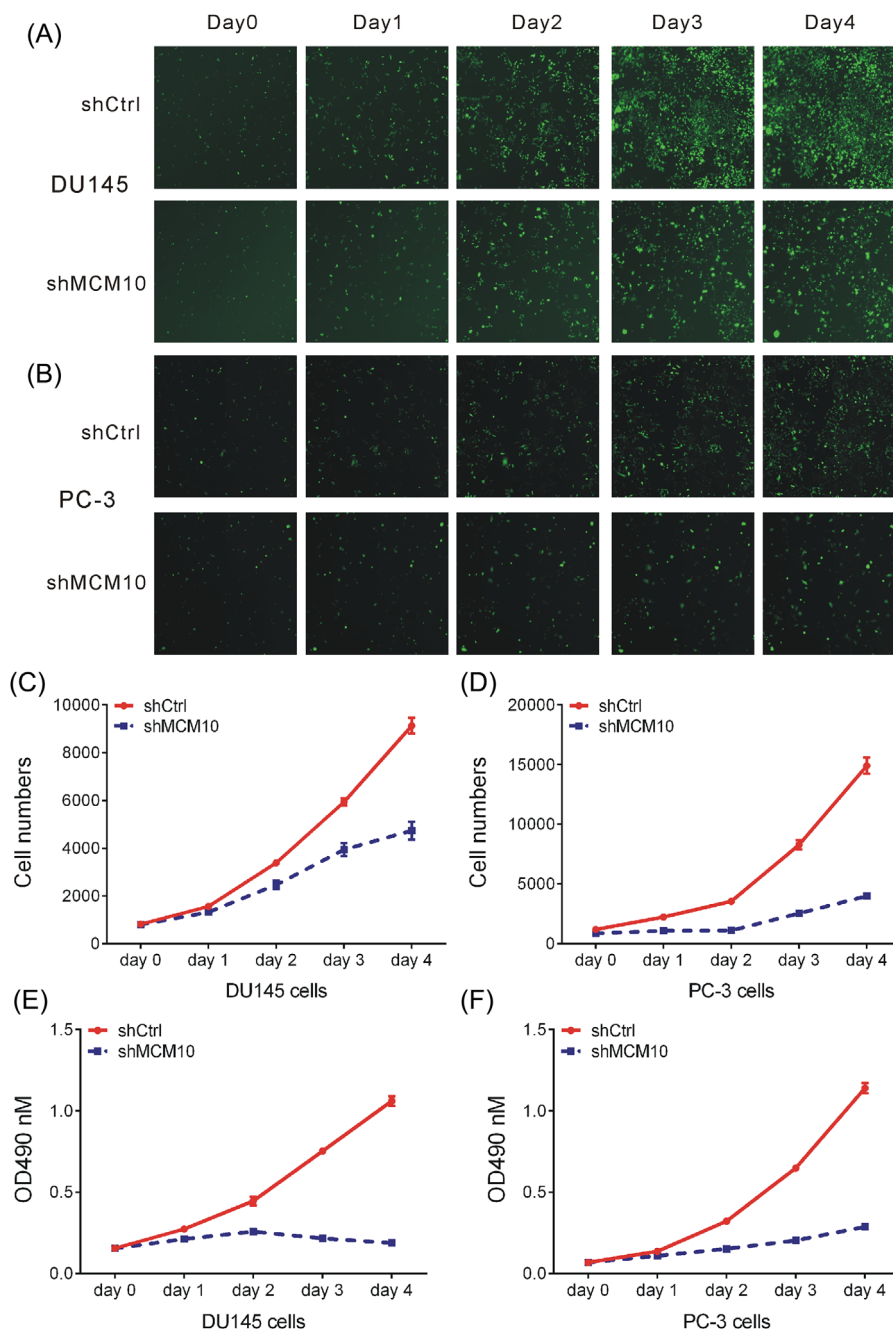 (A)
Day0 Day1 Day2 Day3 Day4
shCtrl
DU145
shMCM10
(B)
shCtrl
PC-3
shMCM10
(C)
shCtrl
shMCM10
Cell numbers
10000
8000
6000
4000
2000
0
day 0 day 1 day 2 day 3 day 4
DU145 cells
(D)
shCtrl
shMCM10
Cell numbers
20000
15000
10000
5000
0
day 0 day 1 day 2 day 3 day 4
PC-3 cells
(E)
shCtrl
shMCM10
OD490 nM
1.5
1.0
0.5
0.0
day 0 day 1 day 2 day 3 day 4
DU145 cells
(F)
shCtrl
shMCM10
OD490 nM
1.5
1.0
0.5
0.0
day 0 day 1 day 2 day 3 day 4
PC-3 cells